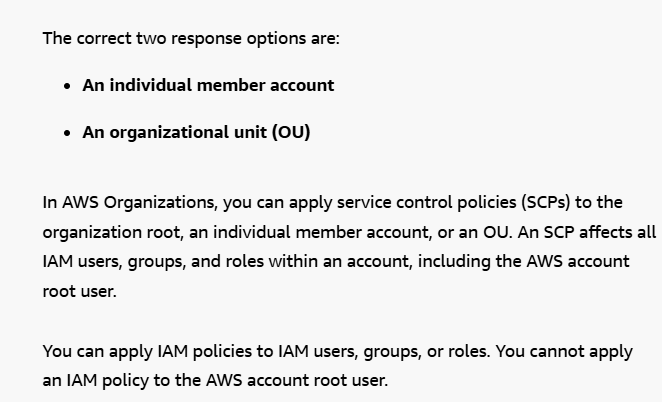 The correct two response options are:
• An individual member account
• An organizational unit (OU)
In AWS Organizations, you can apply service control policies (SCPs) to the
organization root, an individual member account, or an OU. An SCP affects all
IAM users, groups, and roles within an account, including the AWS account
root user.
You can apply IAM policies to IAM users, groups, or roles. You cannot apply
an IAM policy to the AWS account root user.